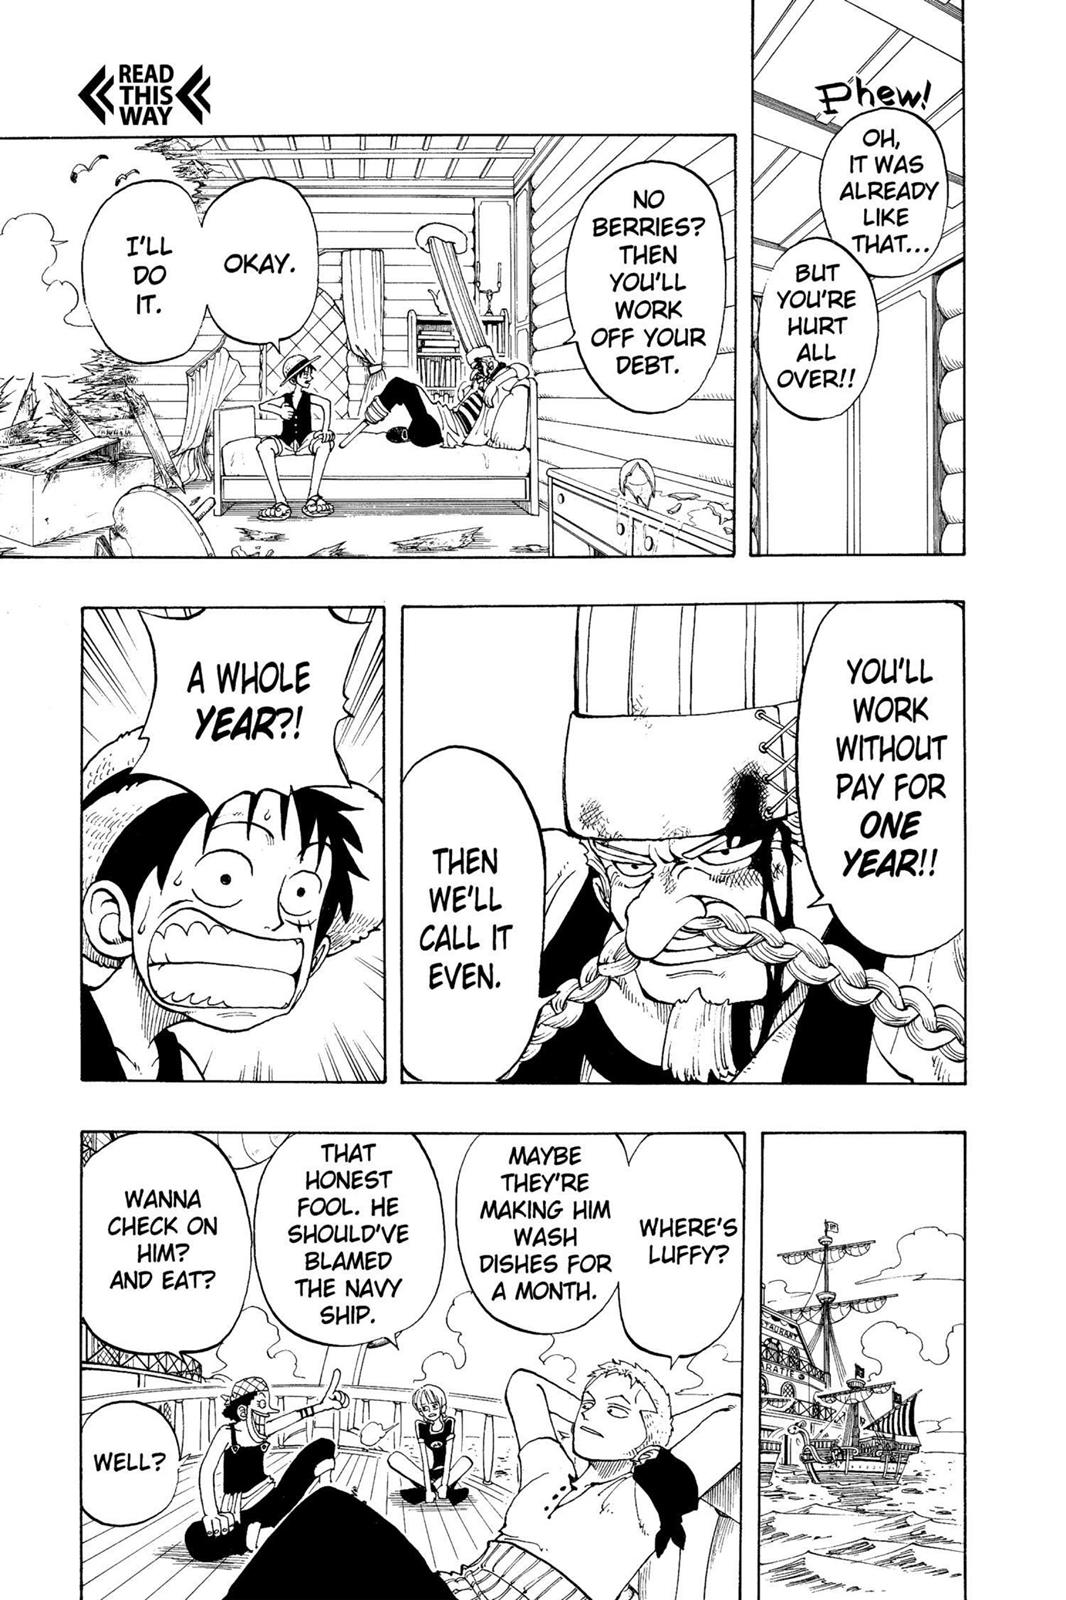 READ
THIS
WAY
Phew!
OH,
IT WAS
ALREADY
LIKE
THAT...
BUT
YOU'RE
HURT
ALL
OVER!!
NO
BERRIES?
THEN
YOU'LL
WORK
OFF YOUR
DEBT.
OKAY.
I'LL
DO
IT.
YOU'LL
WORK
WITHOUT
PAY FOR
ONE
YEAR!!
THEN
WE'LL
CALL IT
EVEN.
A WHOLE
YEAR?!
TAURANT
RATIE
WHERE'S
LUFFY?
MAYBE
THEY'RE
MAKING HIM
WASH
DISHES FOR
A MONTH.
THAT
HONEST
FOOL. HE
SHOULD'VE
BLAMED
THE NAVY
SHIP.
WANNA
CHECK ON
HIM?
AND EAT?
WELL?